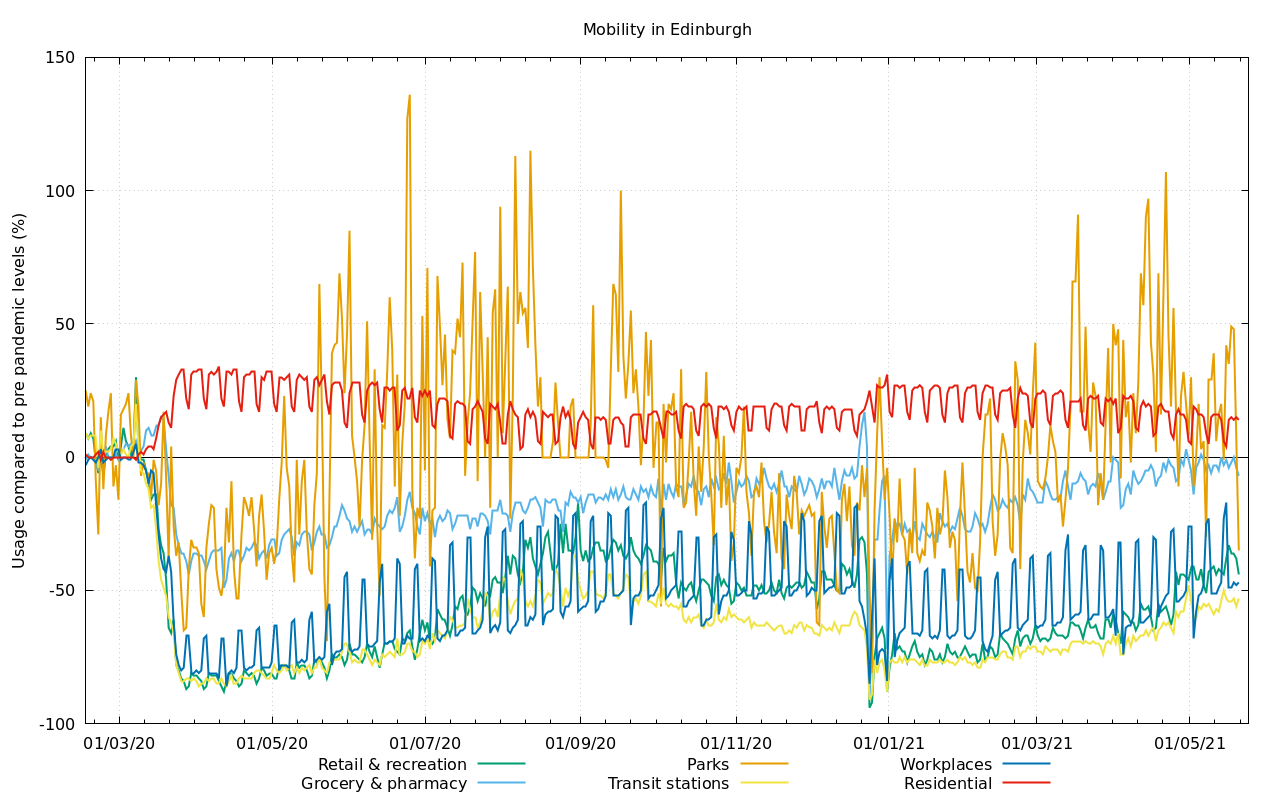 Mobility in Edinburgh
Usage compared to pre pandemic levels (%)
150
100
50
0
-50
-100
01/03/20 01/05/20 01/07/20 01/09/20 01/11/20 01/01/21 01/03/21 01/05/21
Retail & recreation Parks Workplaces
Grocery & pharmacy Transit stations Residential